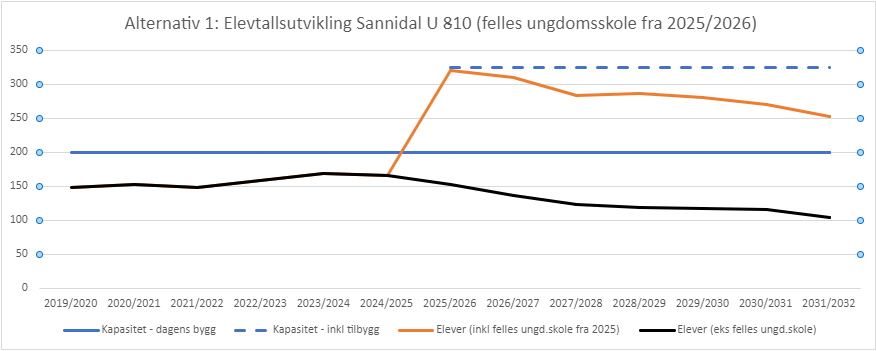 Alternativ 1: Elevtallsutvikling Sannidal U 810 (felles ungdomsskole fra 2025/2026)
350
300
250
200
150
100
50
0
2019/2020 2020/2021 2021/2022 2022/2023 2023/2024 2024/2025 2025/2026 2026/2027 2027/2028 2028/2029 2029/2030 2030/2031 2031/2032
Kapasitet - dagens bygg Kapasitet - inkl tilbygg Elever (inkl felles ungd.skole fra 2025) Elever (eks felles ungd.skole)